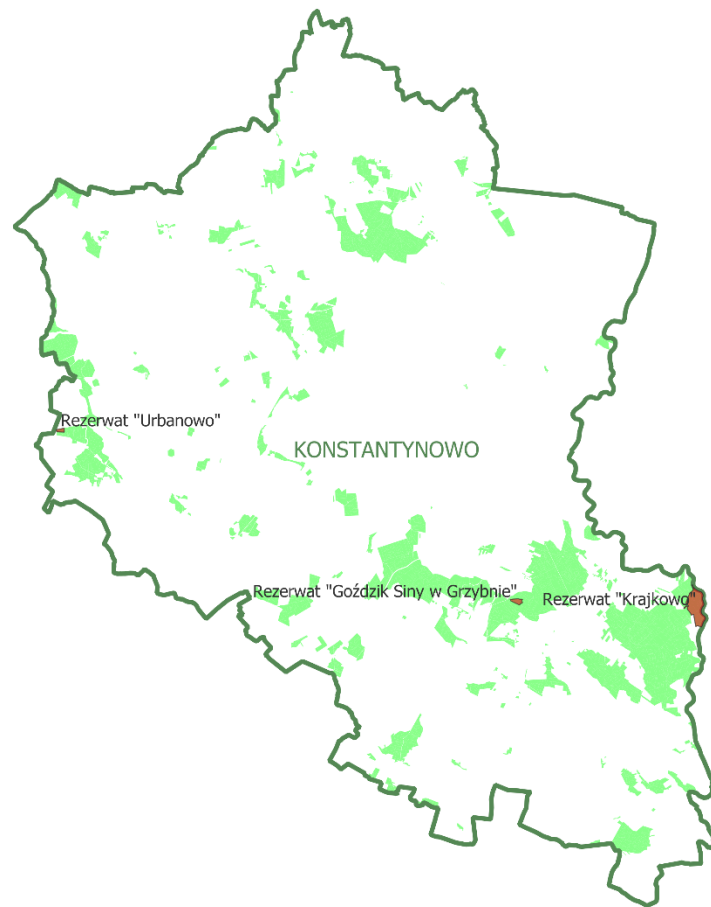 Rezerwat "Urbanowo"
KONSTANTYNOWO
Rezerwat "Goździk Siny w Grzybnie"
Rezerwat "Krajkowo"